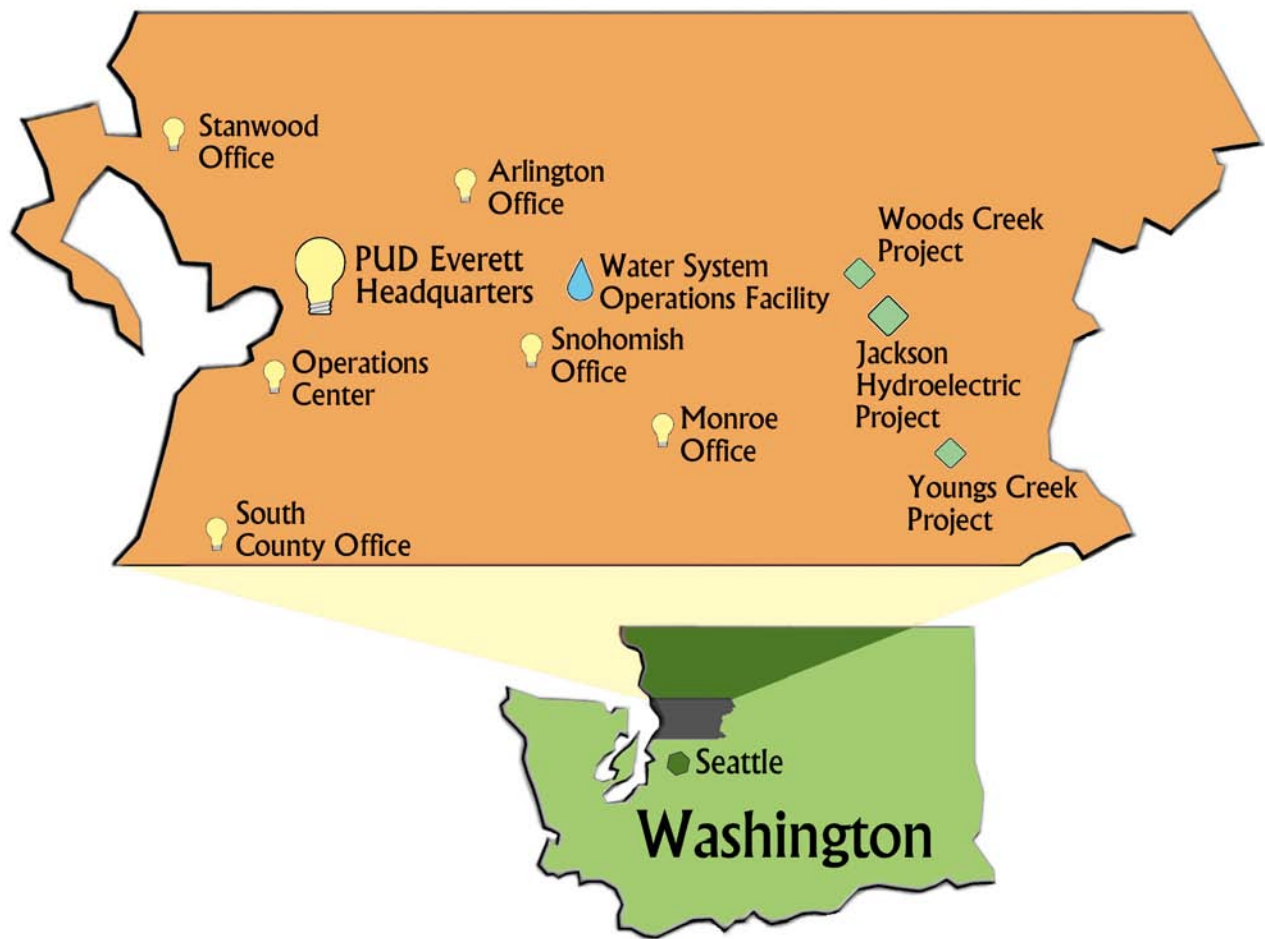 Stanwood
Office
Arlington
Office
Woods Creek
Project
PUD Everett
Headquarters
Water System
Operations Facility
Snohomish
Office
Operations
Center
Jackson
Hydroelectric
Project
Monroe
Office
Youngs Creek
Project
South
County Office
Seattle
Washington